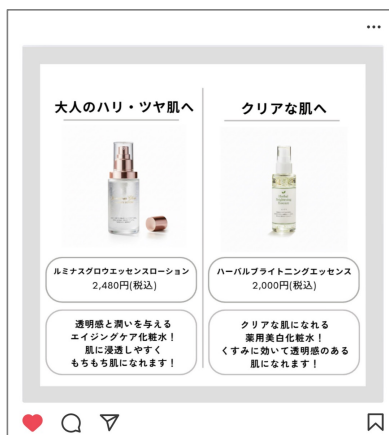 大人のハリ・ツヤ肌へ
ルミナスグロウエッセンスローション
2,480円(税込)
透明感と潤いを与える
エイジングケア化粧水！
肌に浸透しやすく
もちもち肌になれます！
クリアな肌へ
ハーバルブライトニングエッセンス
2,000円(税込)
クリアな肌になれる
薬用美白化粧水！
くすみに効いて透明感のある
肌になれます！